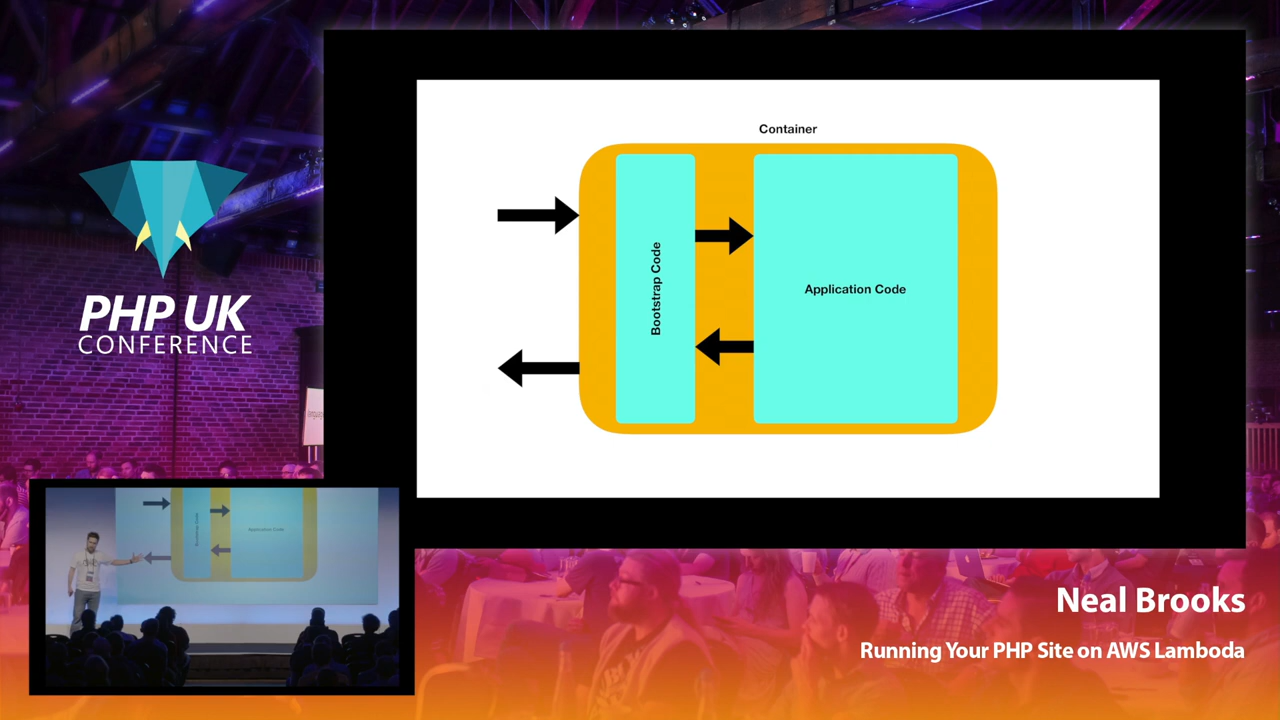 PHP UK
CONFERENCE
Container
Bootstrap Code
Application Code
Neal Brooks
Running Your PHP Site on AWS Lamboda